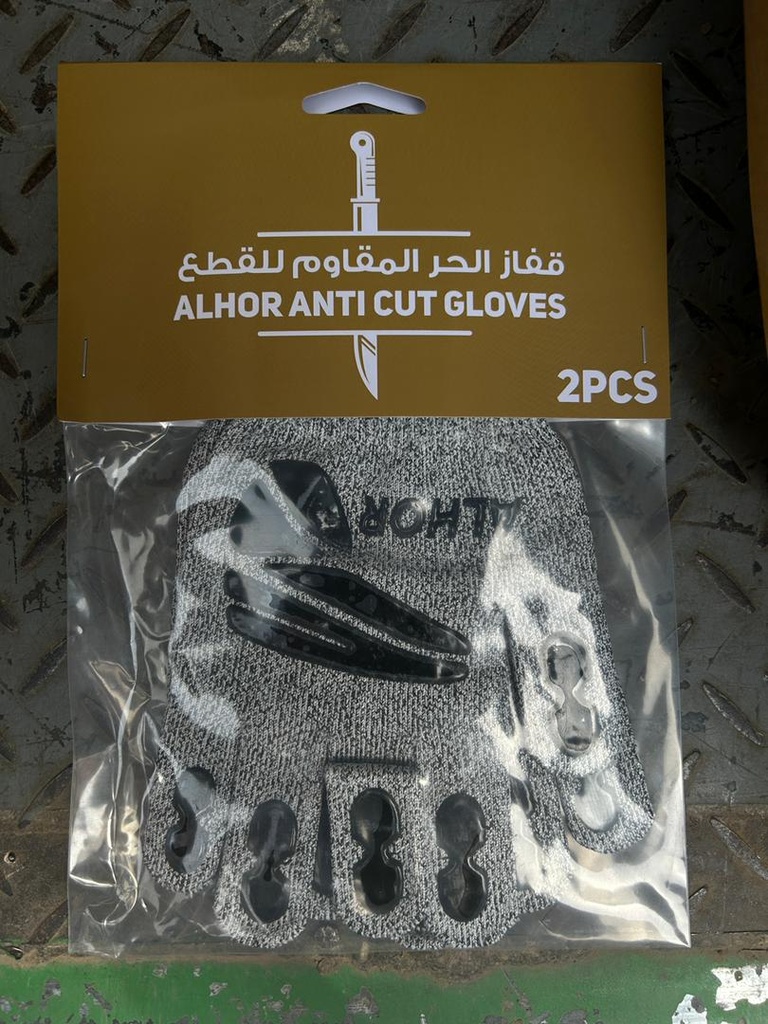 قفاز الحر المقاوم للقطع
ALHOR ANTI CUT GLOVES
2PCS
ALHOR